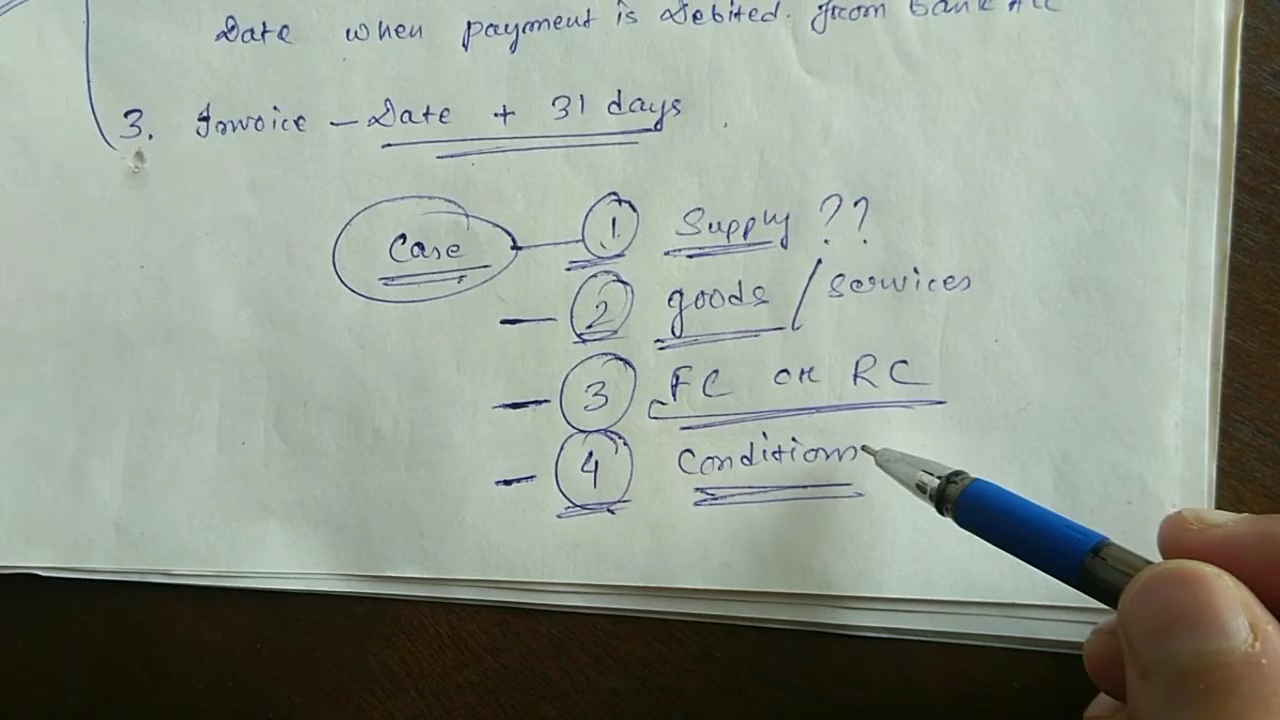 Date when payment is Debited. from bank A/c
3. Invoice - Date + 31 days
Case
1 Supply ??
2 goods / services
3 FC or RC
4 Conditions